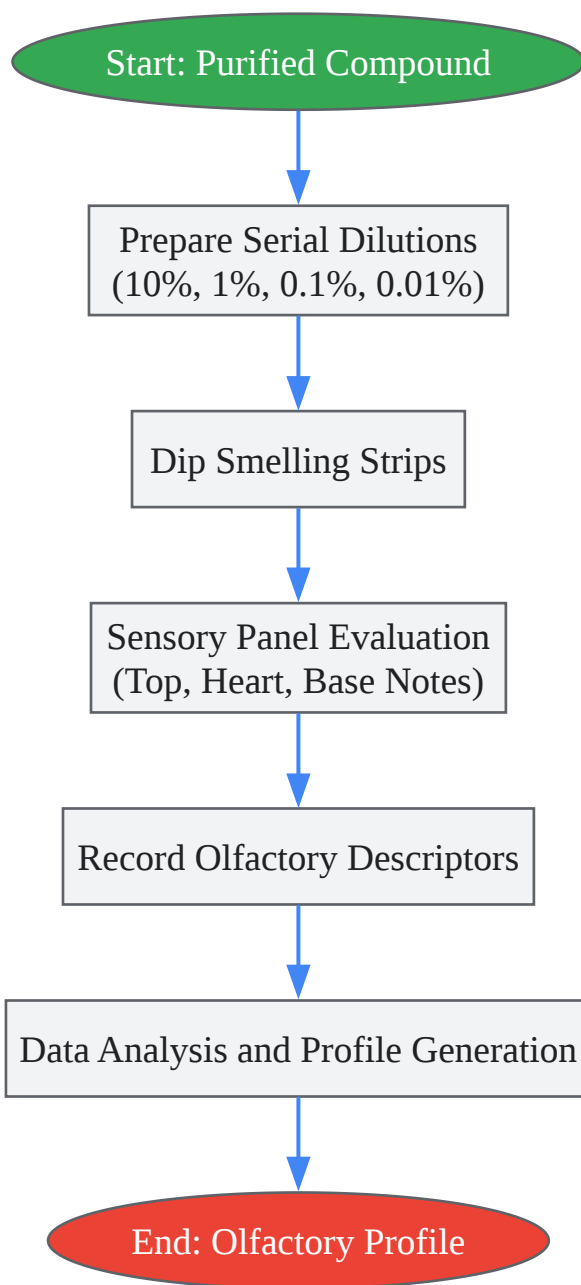 Start: Purified Compound
Prepare Serial Dilutions
(10%, 1%, 0.1%, 0.01%)
Dip Smelling Strips
Sensory Panel Evaluation
(Top, Heart, Base Notes)
Record Olfactory Descriptors
Data Analysis and Profile Generation
End: Olfactory Profile